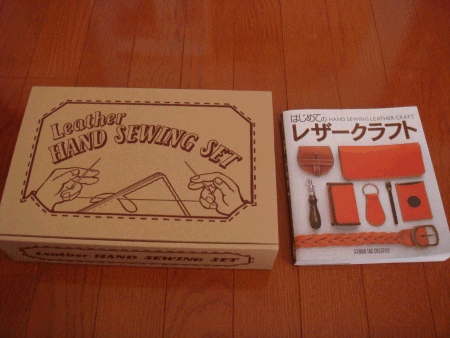 Leather
HAND SEWING SET
Leather HAND SEWING SET
はじめての HAND SEWING LEATHER CRAFT
レザークラフト
STUDIO TAC CREATIVE